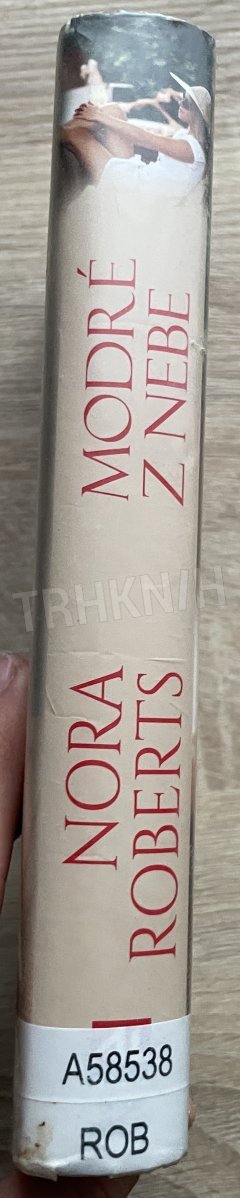 NORA
ROBERTS
MODRÉ
Z NEBE
TRHKNIH
A58538
ROB